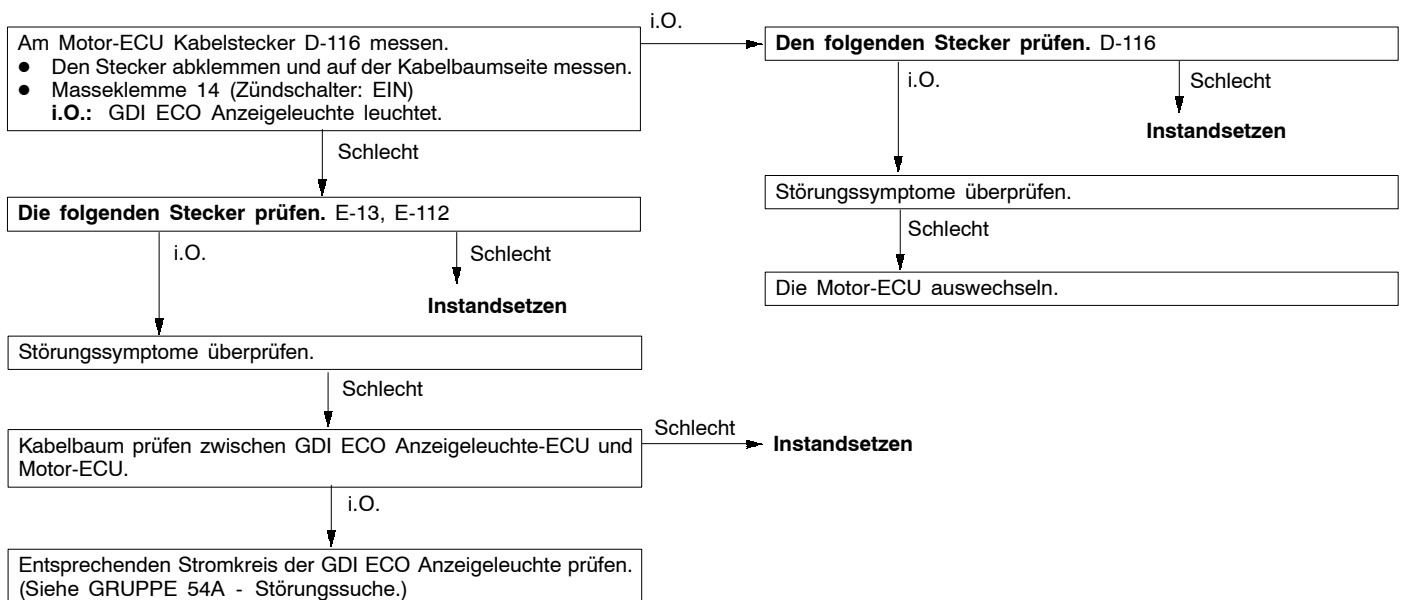 Am Motor-ECU Kabelstecker D-116 messen.
● Den Stecker abklemmen und auf der Kabelbaumseite messen.
● Masseklemme 14 (Zündschalter: EIN)
i.O.: GDI ECO Anzeigeleuchte leuchtet.
i.O.
Den folgenden Stecker prüfen. D-116
i.O.
Schlecht
Instandsetzen
Störungssymptome überprüfen.
Schlecht
Die Motor-ECU auswechseln.
Schlecht
Die folgenden Stecker prüfen. E-13, E-112
i.O.
Schlecht
Instandsetzen
Störungssymptome überprüfen.
Schlecht
Kabelbaum prüfen zwischen GDI ECO Anzeigeleuchte-ECU und
Motor-ECU.
Schlecht
Instandsetzen
i.O.
Entsprechenden Stromkreis der GDI ECO Anzeigeleuchte prüfen.
(Siehe GRUPPE 54A - Störungssuche.)